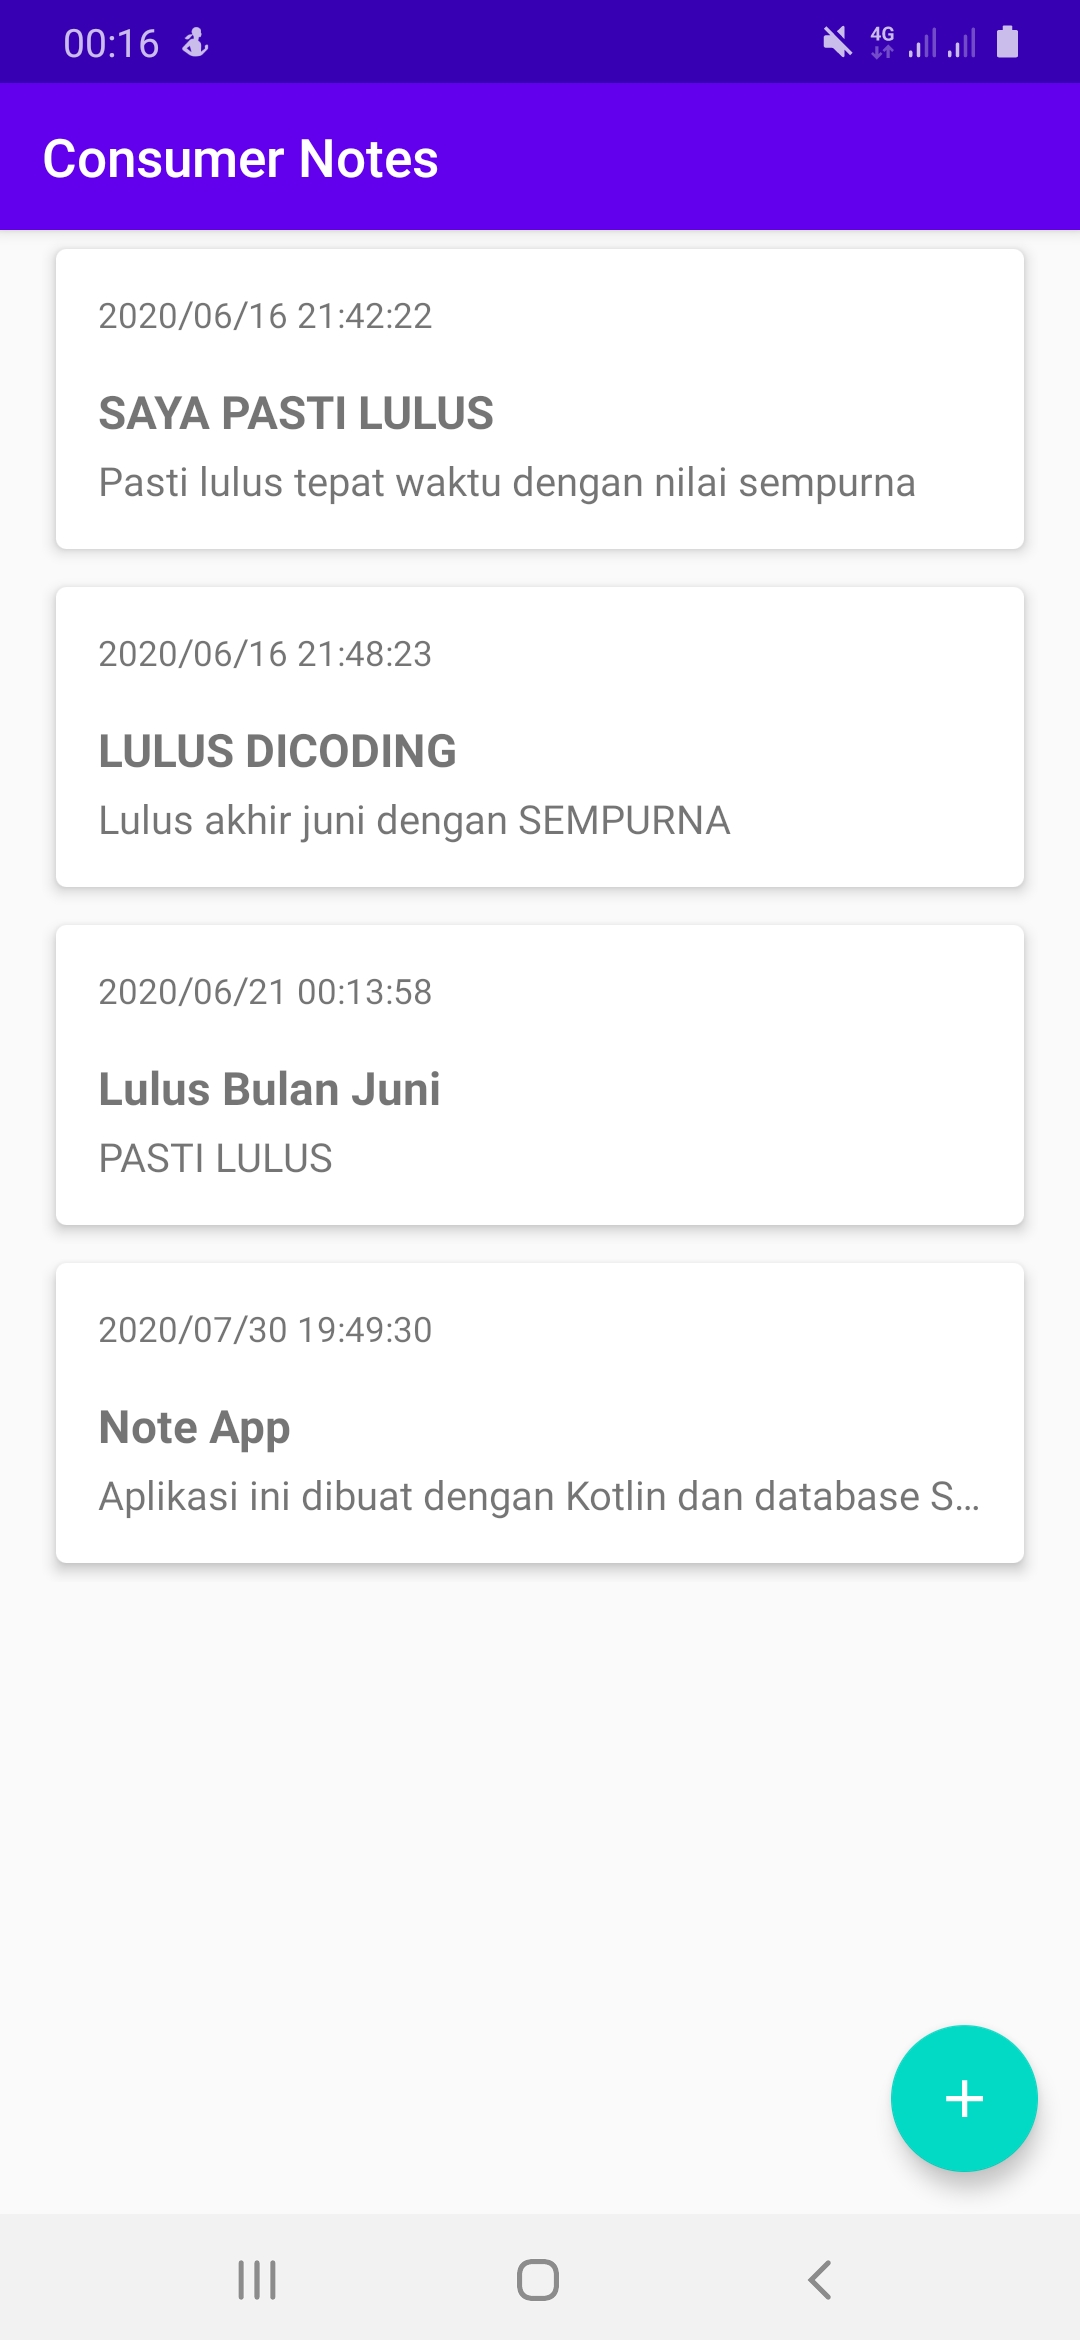 00:16
4G
Consumer Notes
2020/06/16 21:42:22
SAYA PASTI LULUS
Pasti lulus tepat waktu dengan nilai sempurna
2020/06/16 21:48:23
LULUS DICODING
Lulus akhir juni dengan SEMPURNA
2020/06/21 00:13:58
Lulus Bulan Juni
PASTI LULUS
2020/07/30 19:49:30
Note App
Aplikasi ini dibuat dengan Kotlin dan database S...